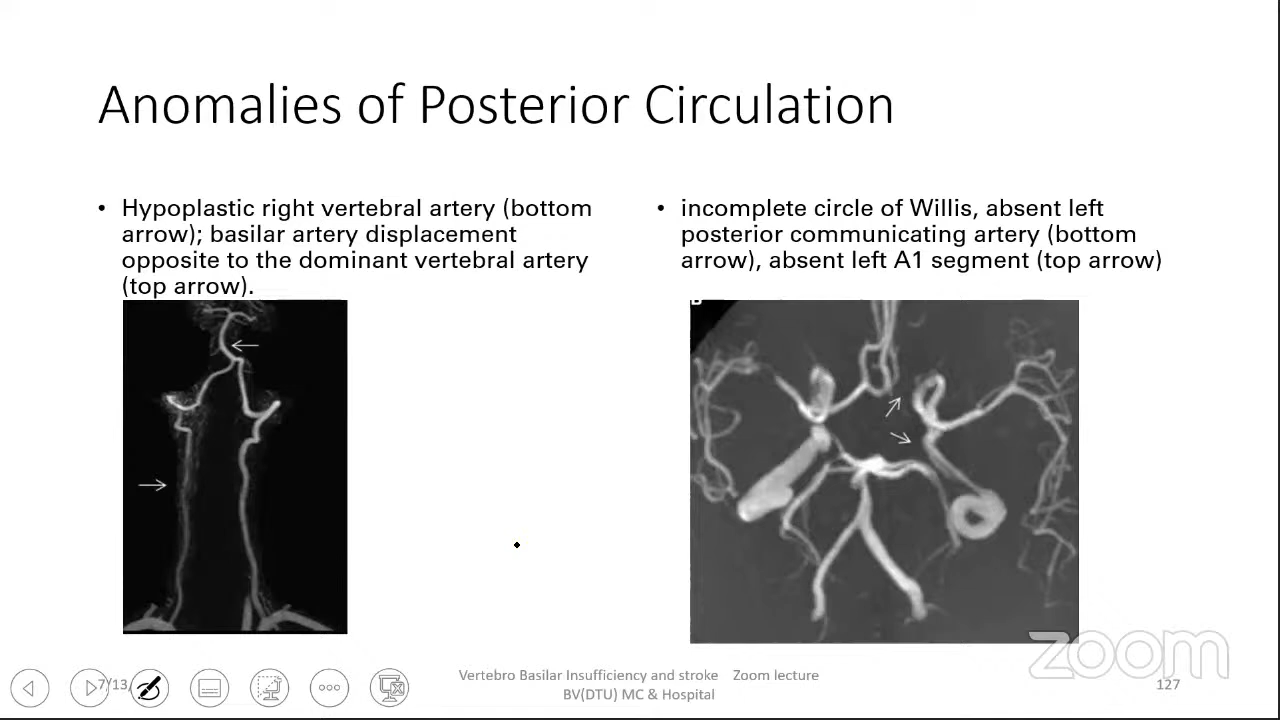 Anomalies of Posterior Circulation
• Hypoplastic right vertebral artery (bottom
arrow); basilar artery displacement
opposite to the dominant vertebral artery
(top arrow).
• incomplete circle of Willis, absent left
posterior communicating artery (bottom
arrow), absent left A1 segment (top arrow)
zoom
7/13/
Vertebro Basilar Insufficiency and stroke Zoom lecture
BV(DTU) MC & Hospital
127